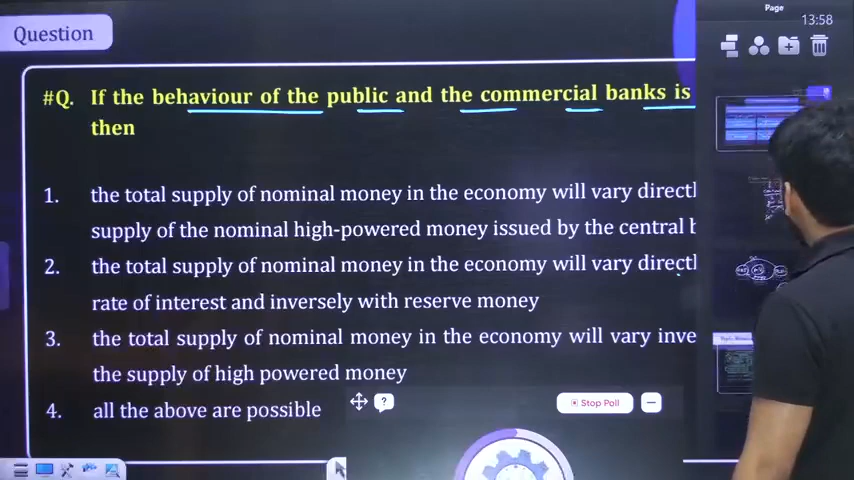 Page
13:58
Question
#Q. If the behaviour of the public and the commercial banks is
then
1. the total supply of nominal money in the economy will vary directl
supply of the nominal high-powered money issued by the central b
2. the total supply of nominal money in the economy will vary directl
rate of interest and inversely with reserve money
3. the total supply of nominal money in the economy will vary inve
the supply of high powered money
4. all the above are possible
Stop Poll